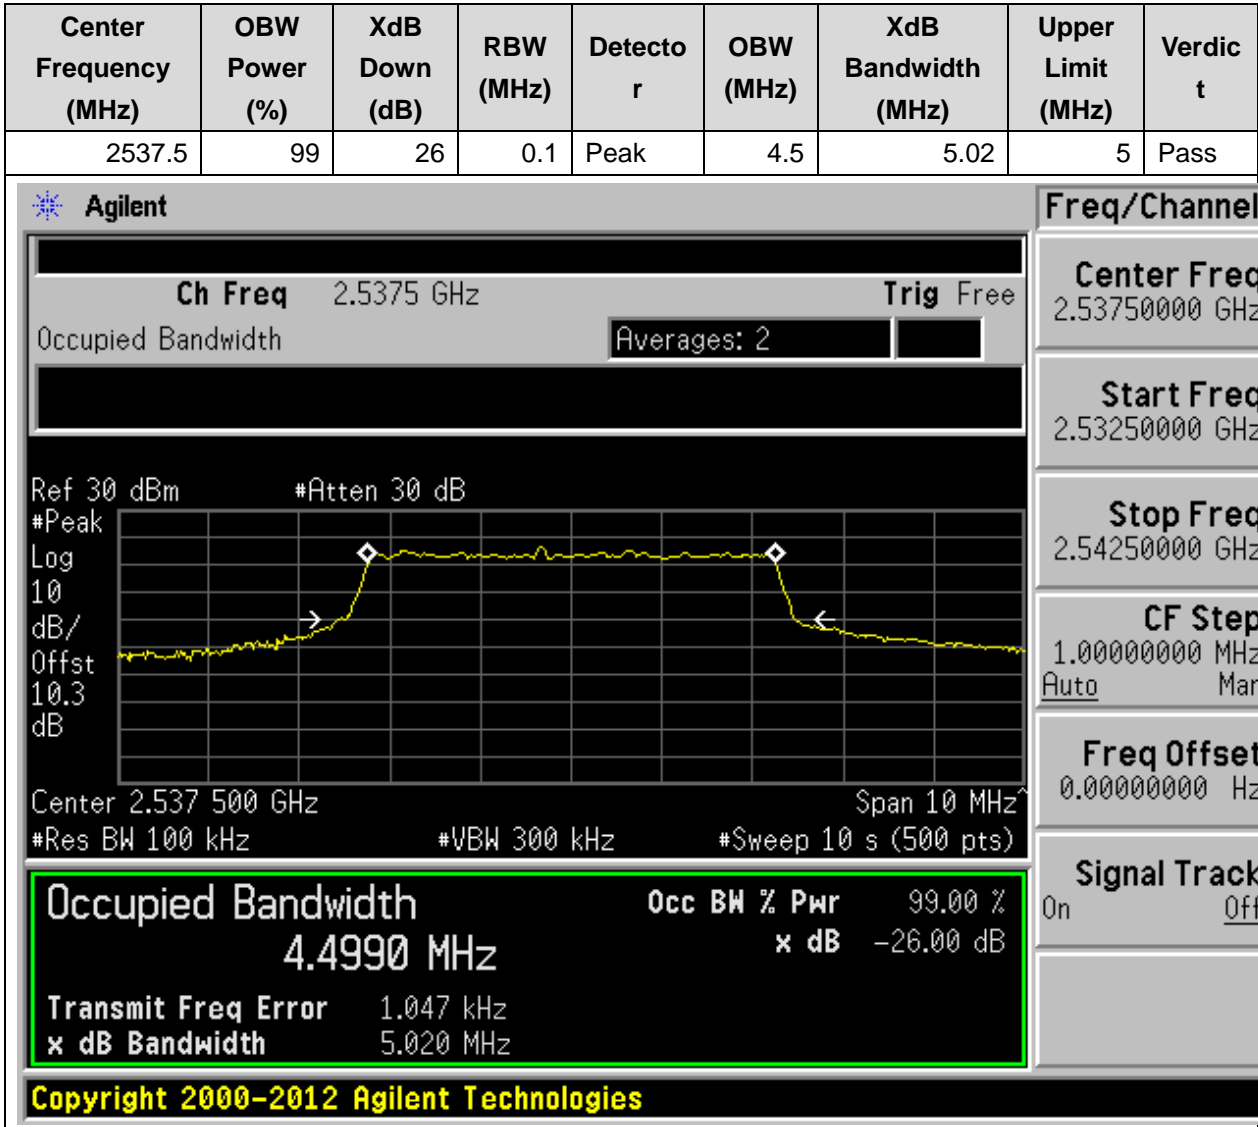 Center Frequency (MHz) OBW Power (%) XdB Down (dB) RBW (MHz) Detecto r OBW (MHz) XdB Bandwidth (MHz) Upper Limit (MHz) Verdic t
2537.5 99 26 0.1 Peak 4.5 5.02 5 Pass
Agilent
Freq/Channel
Ch Freq 2.5375 GHz Trig Free
Occupied Bandwidth Averages: 2
Center Freq
2.53750000 GHz
Start Freq
2.53250000 GHz
Stop Freq
2.54250000 GHz
CF Step
1.00000000 MHz
Auto Man
Freq Offset
0.00000000 Hz
Signal Track
On Off
Ref 30 dBm #Atten 30 dB
#Peak
Log
10
dB/
Offst
10.3
dB
Center 2.537 500 GHz Span 10 MHz^
#Res BW 100 kHz #VBW 300 kHz #Sweep 10 s (500 pts)
Occupied Bandwidth Occ BW % Pwr 99.00 %
4.4990 MHz x dB -26.00 dB
Transmit Freq Error 1.047 kHz
x dB Bandwidth 5.020 MHz
Copyright 2000-2012 Agilent Technologies